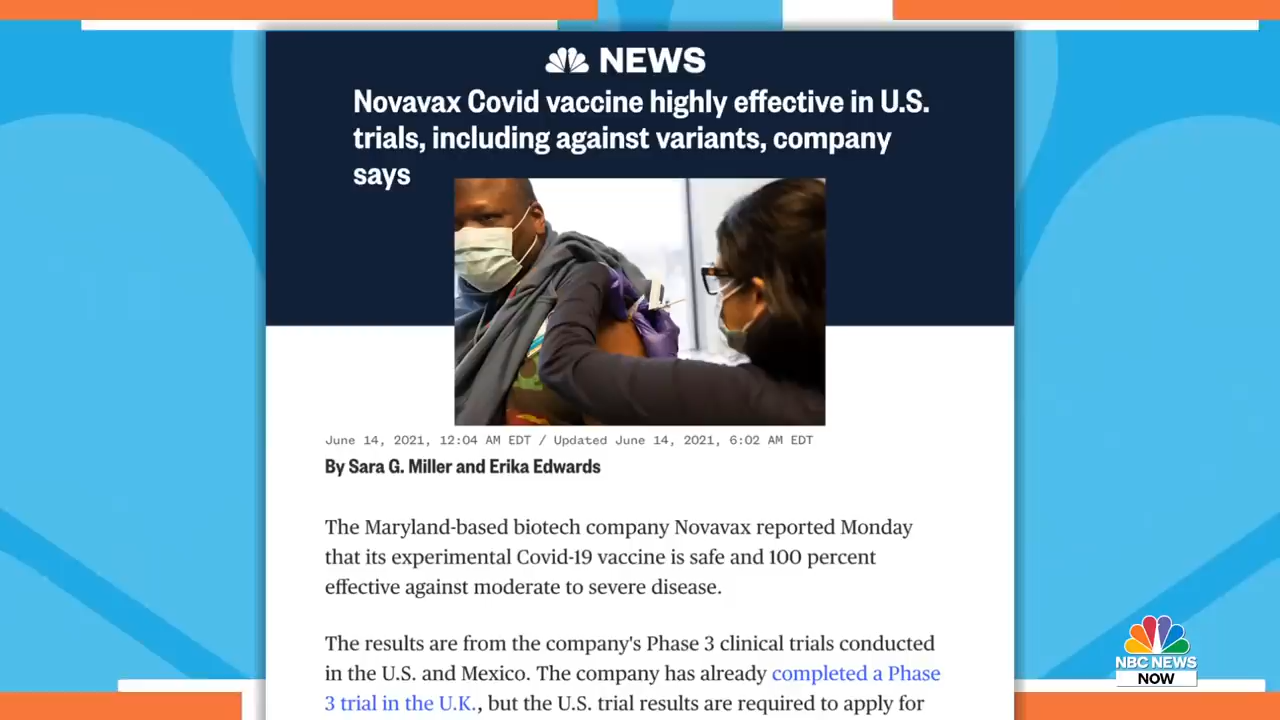 NEWS
Novavax Covid vaccine highly effective in U.S.
trials, including against variants, company
says
June 14, 2021, 12:04 AM EDT / Updated June 14, 2021, 6:02 AM EDT
By Sara G. Miller and Erika Edwards
The Maryland-based biotech company Novavax reported Monday
that its experimental Covid-19 vaccine is safe and 100 percent
effective against moderate to severe disease.
The results are from the company's Phase 3 clinical trials conducted
in the U.S. and Mexico. The company has already completed a Phase
3 trial in the U.K., but the U.S. trial results are required to apply for
NBC NEWS
NOW